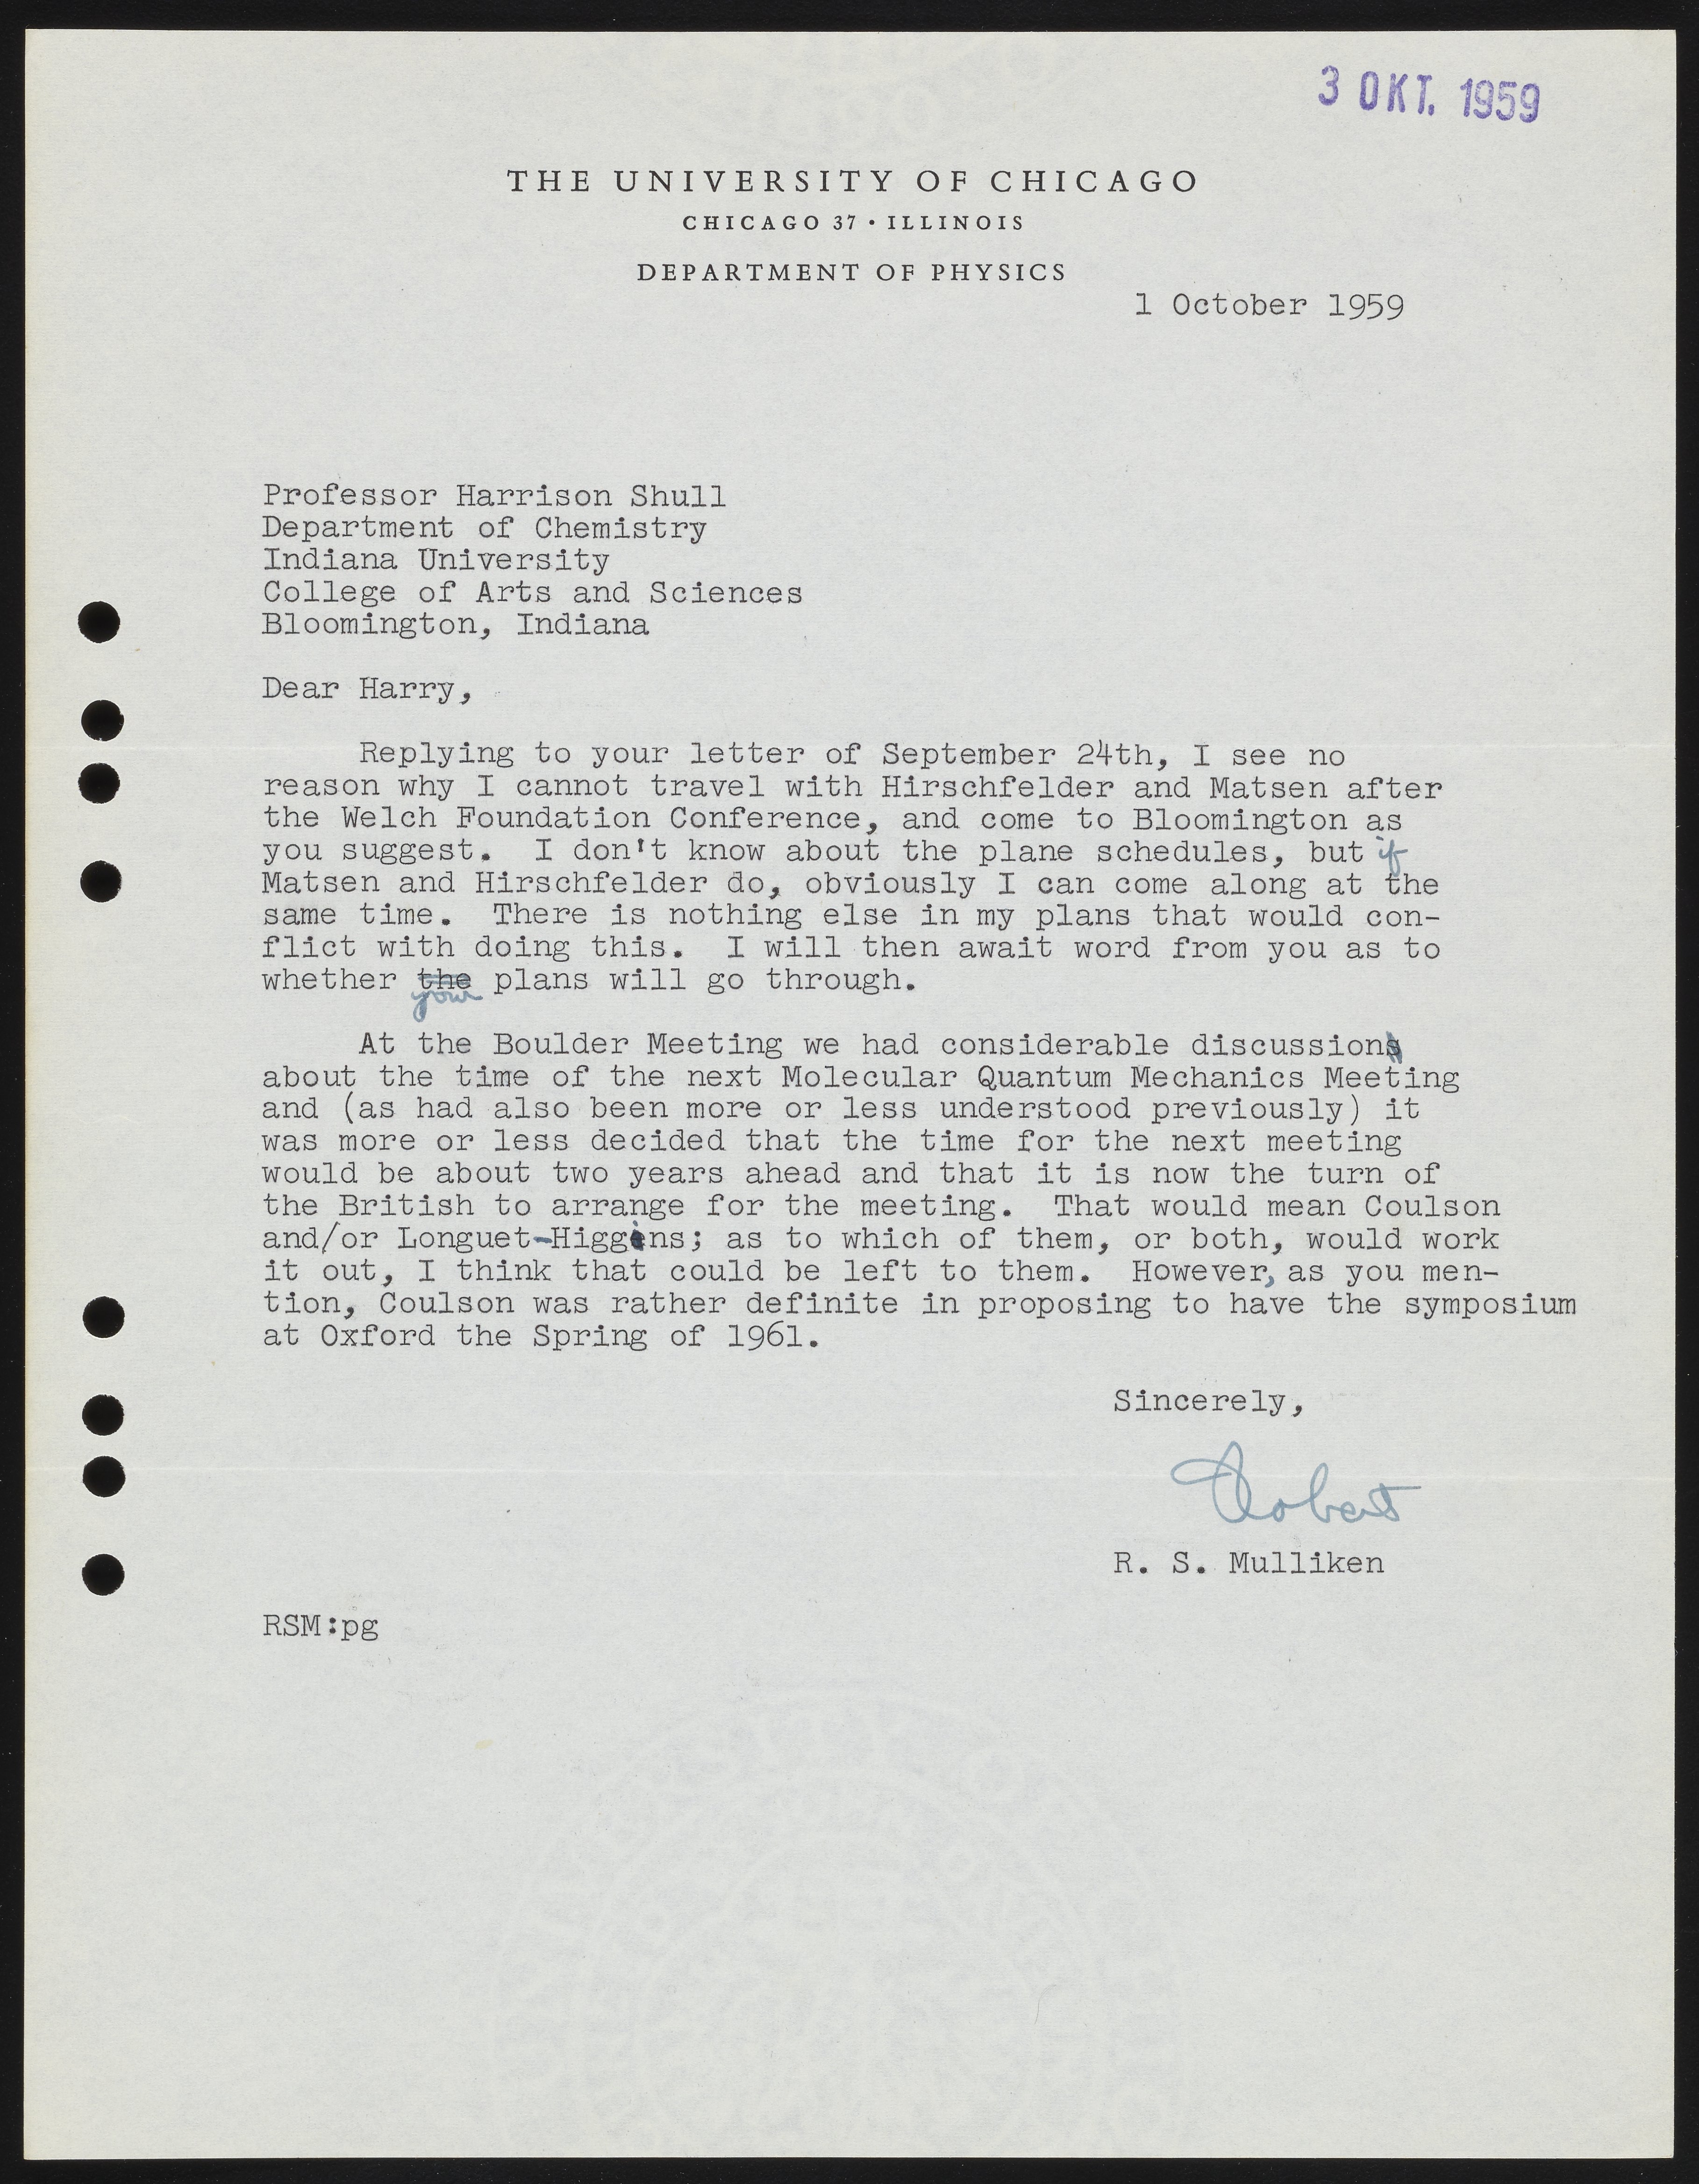 3 OKT. 1959
THE UNIVERSITY OF CHICAGO
CHICAGO 37 • ILLINOIS
DEPARTMENT OF PHYSICS
1 October 1959
Professor Harrison Shull
Department of Chemistry
Indiana University
College of Arts and Sciences
Bloomington, Indiana
Dear Harry,
Replying to your letter of September 24th, I see no
reason why I cannot travel with Hirschfelder and Matsen after
the Welch Foundation Conference, and come to Bloomington as
you suggest. I don't know about the plane schedules, but if
Matsen and Hirschfelder do, obviously I can come along at the
same time. There is nothing else in my plans that would con-
flict with doing this. I will then await word from you as to
whether the plans will go through.
your
At the Boulder Meeting we had considerable discussion
about the time of the next Molecular Quantum Mechanics Meeting
and (as had also been more or less understood previously) it
was more or less decided that the time for the next meeting
would be about two years ahead and that it is now the turn of
the British to arrange for the meeting. That would mean Coulson
and/or Longuet-Higgins; as to which of them, or both, would work
it out, I think that could be left to them. However, as you men-
tion, Coulson was rather definite in proposing to have the symposium
at Oxford the Spring of 1961.
Sincerely,
Robert
R. S. Mulliken
RSM:pg